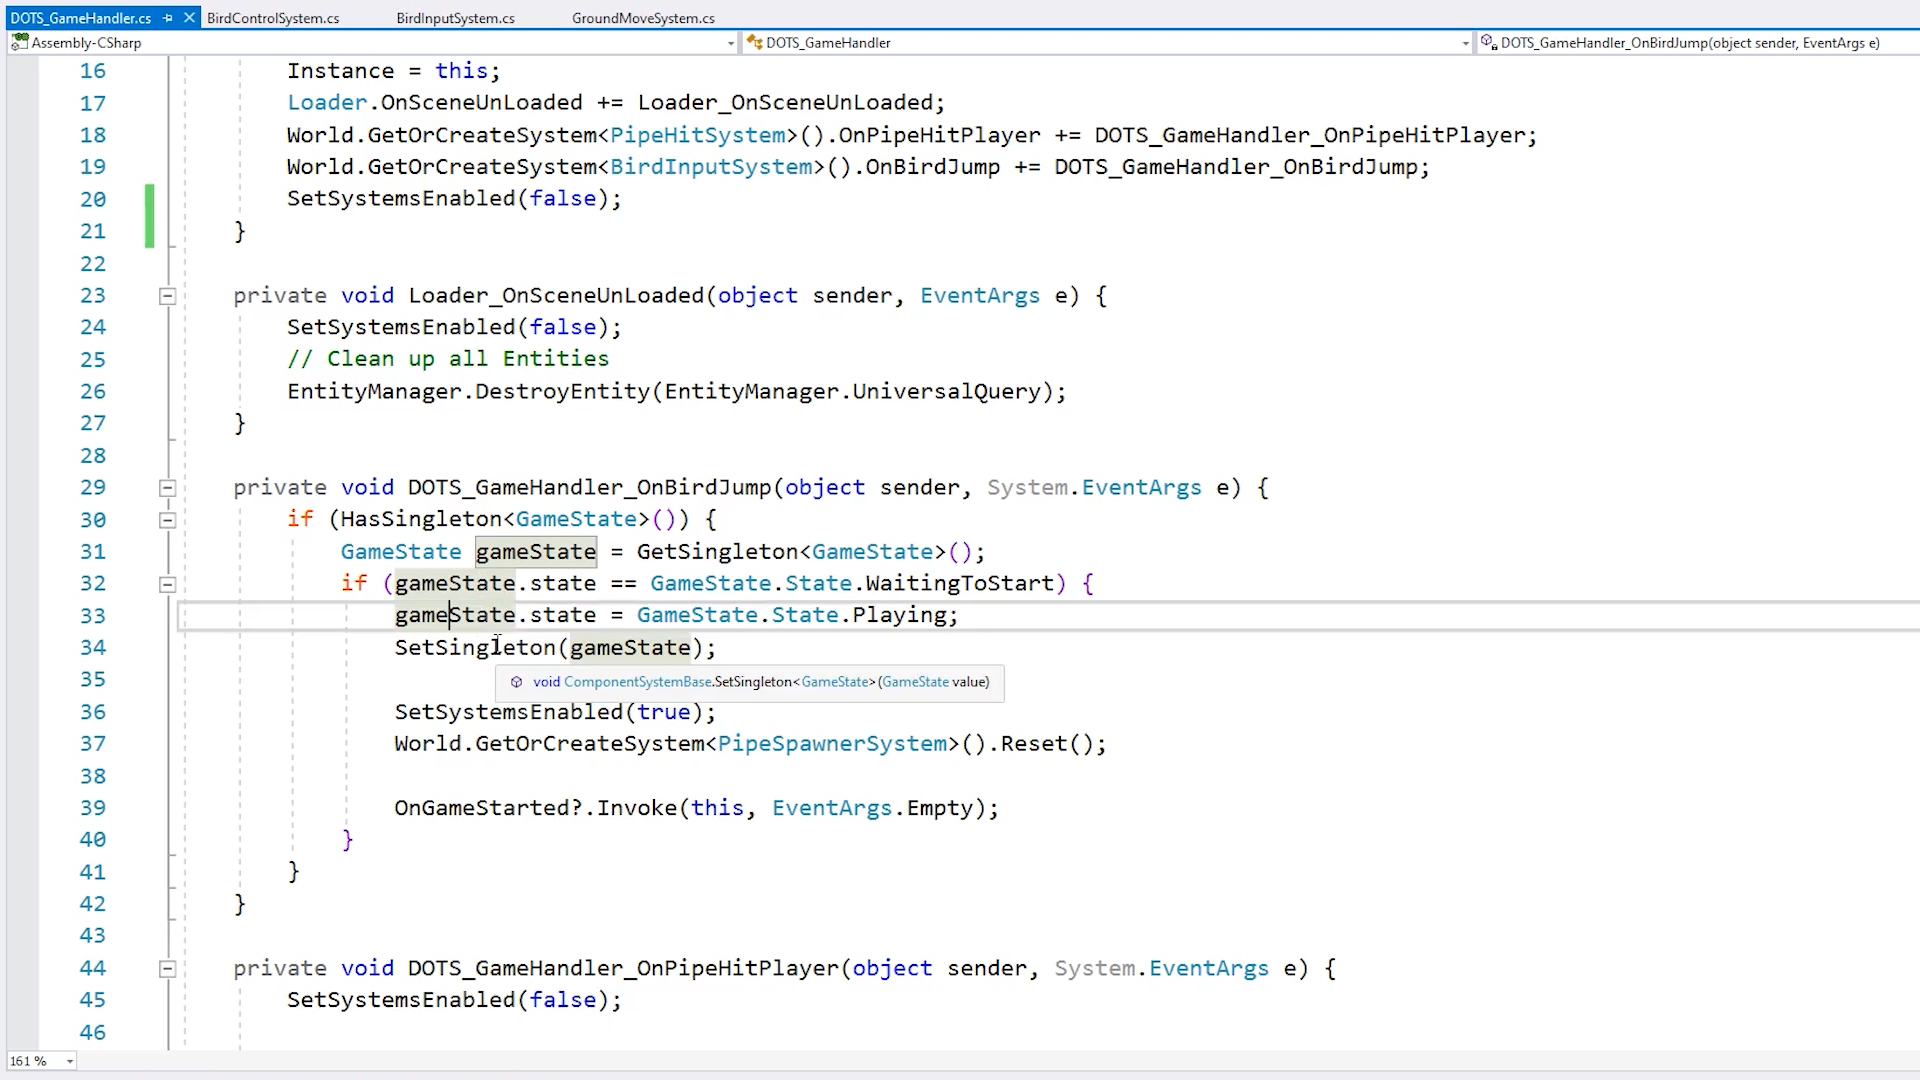 DOTS_GameHandler.cs BirdControlSystem.cs BirdInputSystem.cs GroundMoveSystem.cs
Assembly-CSharp DOTS_GameHandler DOTS_GameHandler_OnBirdJump(object sender, EventArgs e)
16 Instance = this;
17 Loader.OnSceneUnLoaded += Loader_OnSceneUnLoaded;
18 World.GetOrCreateSystem<PipeHitSystem>().OnPipeHitPlayer += DOTS_GameHandler_OnPipeHitPlayer;
19 World.GetOrCreateSystem<BirdInputSystem>().OnBirdJump += DOTS_GameHandler_OnBirdJump;
20 SetSystemsEnabled(false);
21 }
22
23 private void Loader_OnSceneUnLoaded(object sender, EventArgs e) {
24 SetSystemsEnabled(false);
25 // Clean up all Entities
26 EntityManager.DestroyEntity(EntityManager.UniversalQuery);
27 }
28
29 private void DOTS_GameHandler_OnBirdJump(object sender, System.EventArgs e) {
30 if (HasSingleton<GameState>()) {
31 GameState gameState = GetSingleton<GameState>();
32 if (gameState.state == GameState.State.WaitingToStart) {
33 gameState.state = GameState.State.Playing;
34 SetSingleton(gameState);
35 void ComponentSystemBase.SetSingleton<GameState>(GameState value)
36 SetSystemsEnabled(true);
37 World.GetOrCreateSystem<PipeSpawnerSystem>().Reset();
38
39 OnGameStarted?.Invoke(this, EventArgs.Empty);
40 }
41 }
42 }
43
44 private void DOTS_GameHandler_OnPipeHitPlayer(object sender, System.EventArgs e) {
45 SetSystemsEnabled(false);
46
161 %